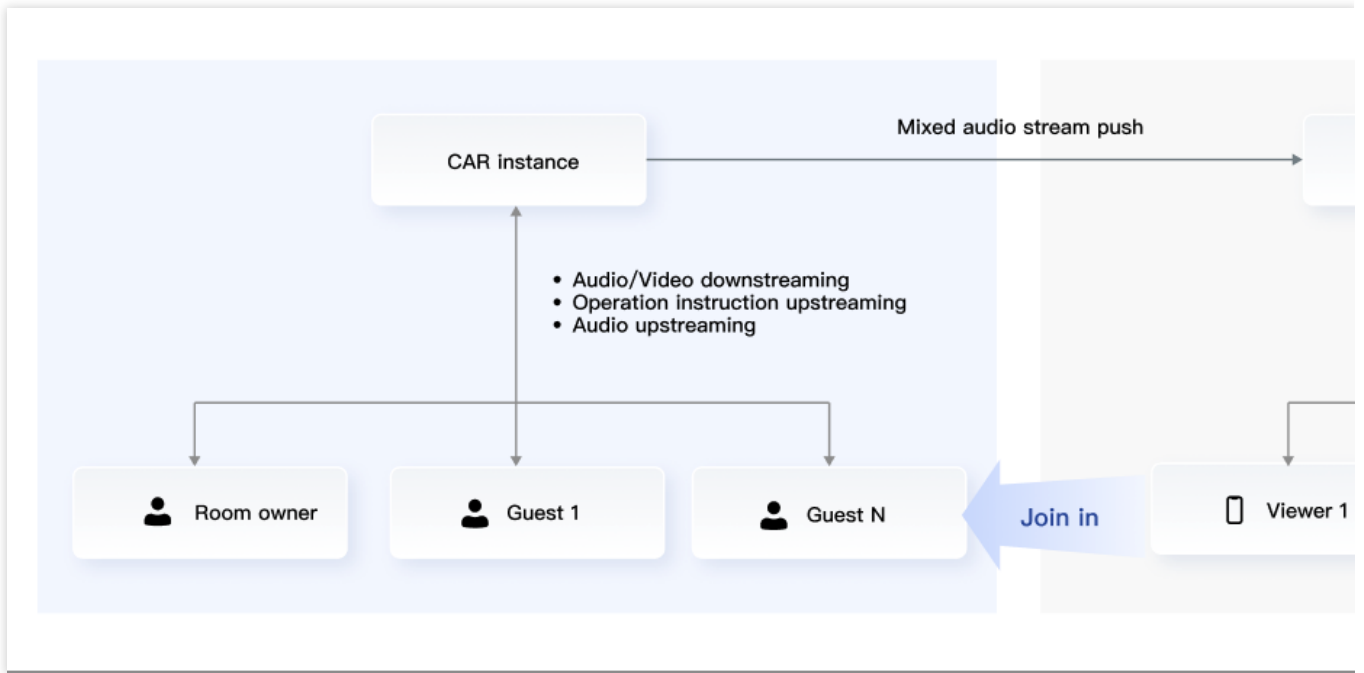 Mixed audio stream push
CAR instance
• Audio/Video downstreaming
• Operation instruction upstreaming
• Audio upstreaming
Room owner
Guest 1
Guest N
Join in
Viewer 1